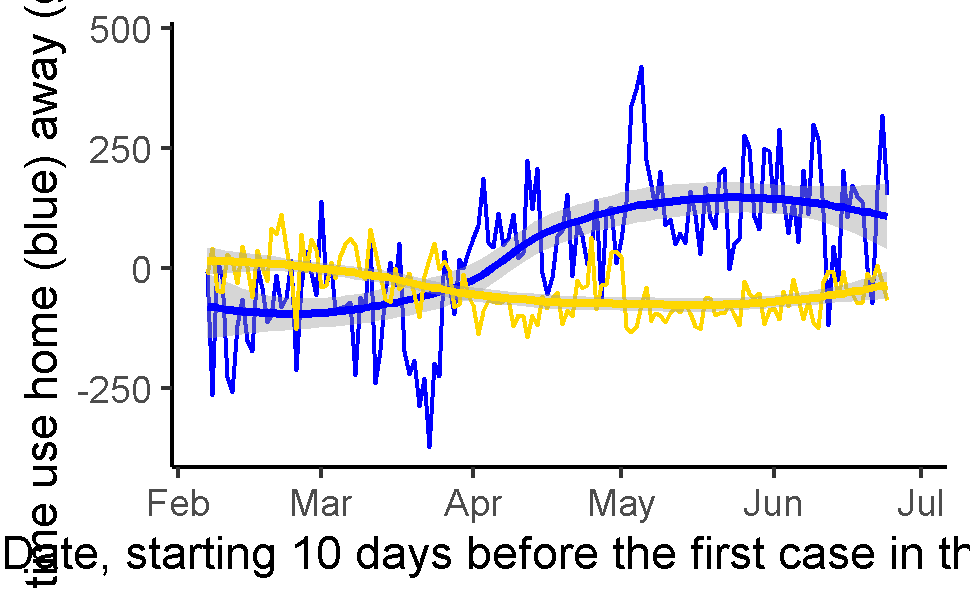 time use home (blue) away (
500
250
0
-250
Feb Mar Apr May Jun Jul
Date, starting 10 days before the first case in th